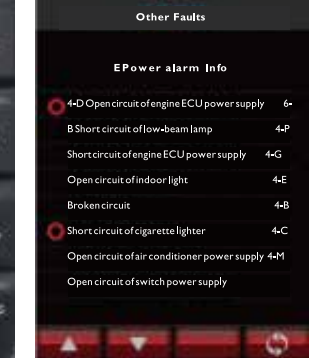 Other Faults
EPower alarm Info
4-D Open circuit of engine ECU power supply 6-
B Short circuit of low-beam lamp 4-P
Short circuit of engine ECU power supply 4-G
Open circuit of indoor light 4-E
Broken circuit 4-B
Short circuit of cigarette lighter 4-C
Open circuit of air conditioner power supply 4-M
Open circuit of switch power supply